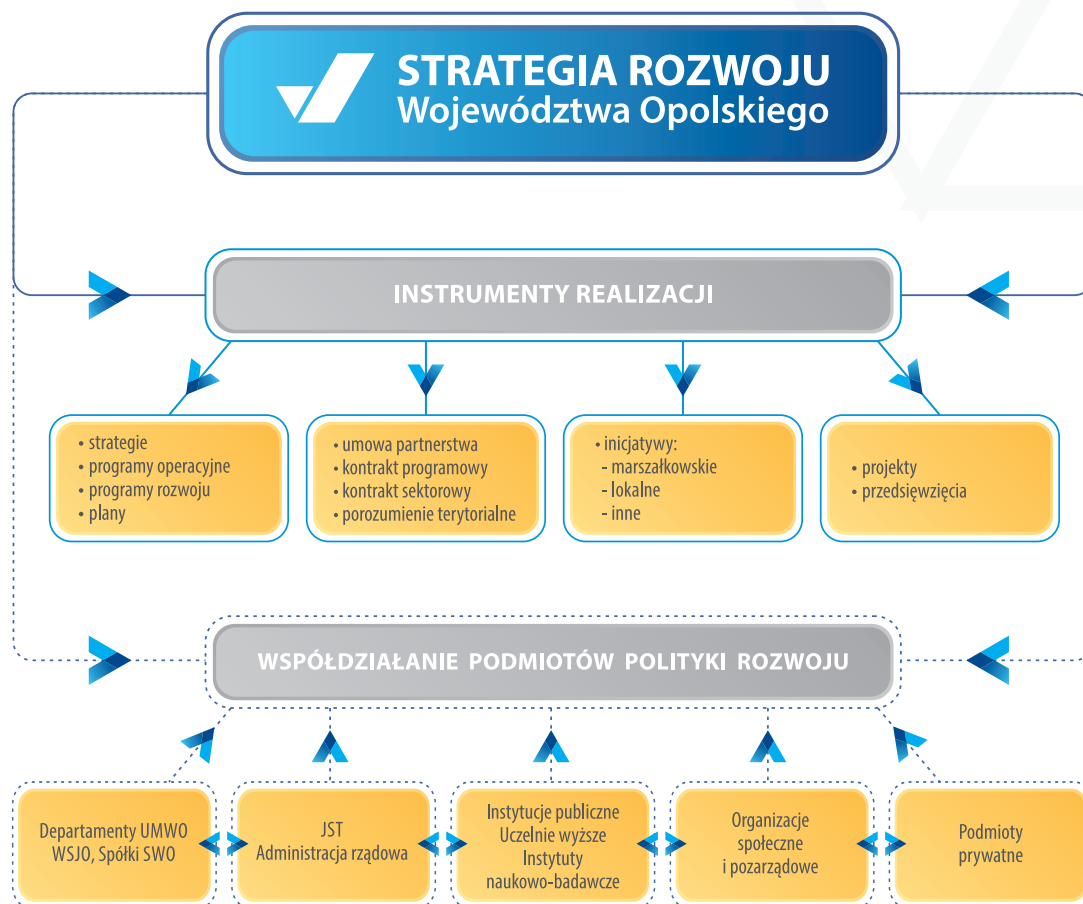 STRATEGIA ROZWOJU
Województwa Opolskiego
INSTRUMENTY REALIZACJI
• strategie
• programy operacyjne
• programy rozwoju
• plany
• umowa partnerstwa
• kontrakt programowy
• kontrakt sektorowy
• porozumienie terytorialne
• inicjatywy:
- marszałkowskie
- lokalne
- inne
• projekty
• przedsięwzięcia
WSPÓŁDZIAŁANIE PODMIOTÓW POLITYKI ROZWOJU
Departamenty UMWO
WSJO, Spółki SWO
JST
Administracja rządowa
Instytucje publiczne
Uczelnie wyższe
Instytuty
naukowo-badawcze
Organizacje
społeczne
i pozarządowe
Podmioty
prywatne